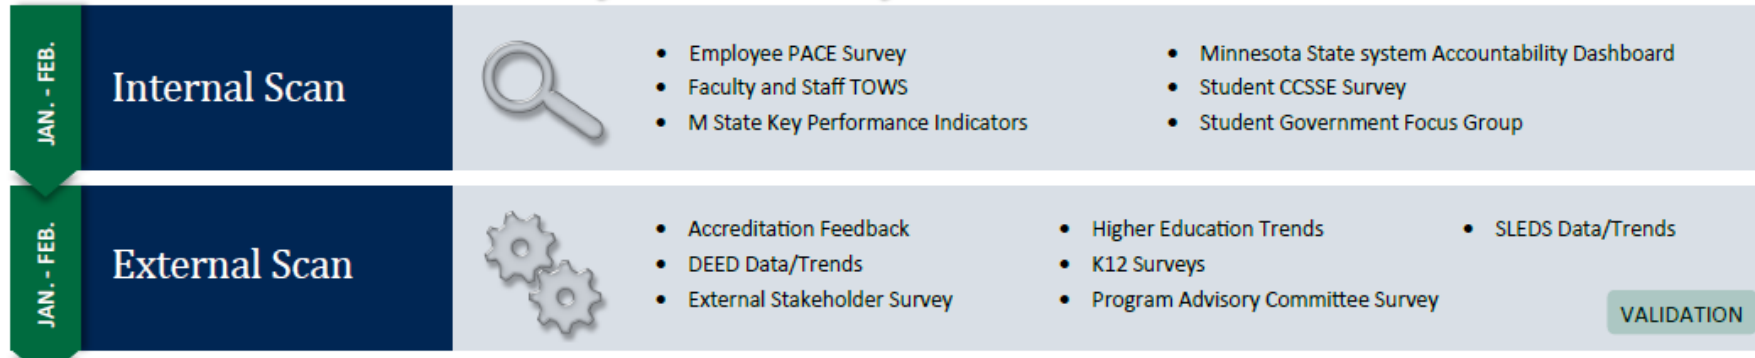 JAN. - FEB.
Internal Scan
• Employee PACE Survey
• Faculty and Staff TOWS
• M State Key Performance Indicators
• Minnesota State system Accountability Dashboard
• Student CCSSE Survey
• Student Government Focus Group
JAN. - FEB.
External Scan
• Accreditation Feedback
• DEED Data/Trends
• External Stakeholder Survey
• Higher Education Trends
• K12 Surveys
• Program Advisory Committee Survey
• SLEDS Data/Trends
VALIDATION